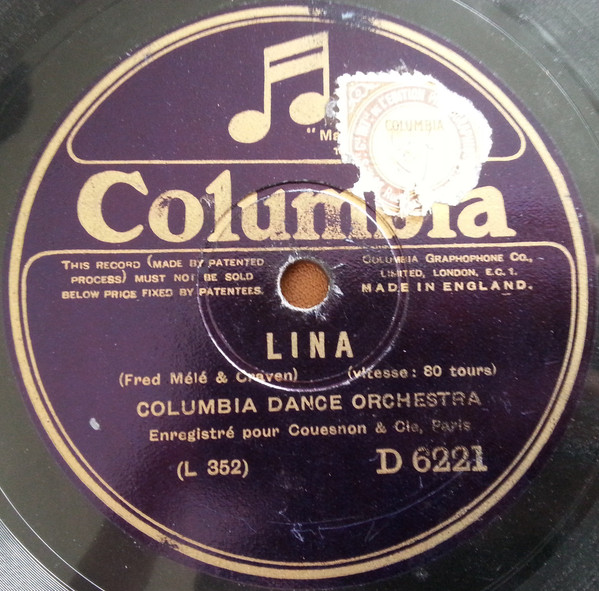 "Ma
COLUMBIA
Columbia
THIS RECORD (MADE BY PATENTED
PROCESS) MUST NOT BE SOLD
BELOW PRICE FIXED BY PATENTEES.
COLUMBIA GRAPHOPHONE CO.,
LIMITED, LONDON, E.C.1.
MADE IN ENGLAND.
LINA
(Fred Mélé & Craven) (vitesse: 80 tours)
COLUMBIA DANCE ORCHESTRA
Enregistré pour Couesnon & Cie, Paris
(L 352) D 6221